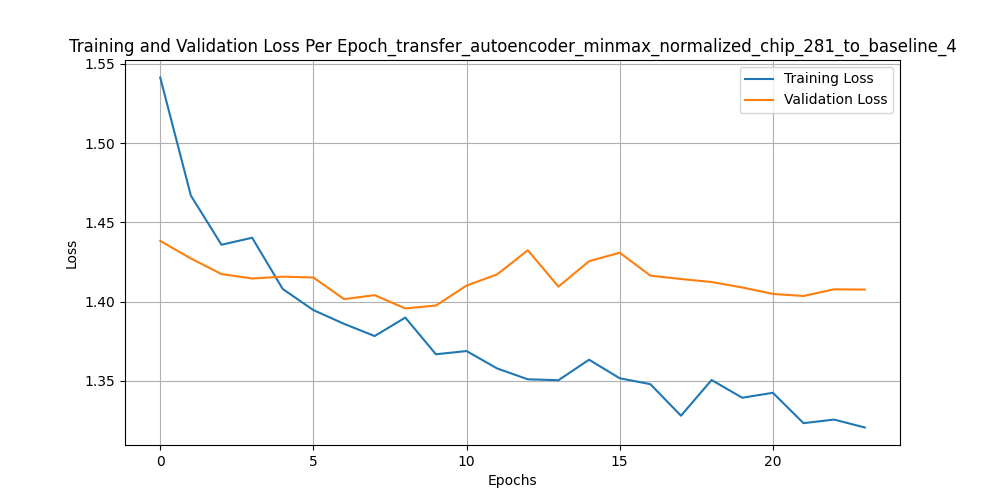 Training and Validation Loss Per Epoch_transfer_autoencoder_minmax_normalized_chip_281_to_baseline_4
Training Loss
Validation Loss
1.55
1.50
1.45
1.40
1.35
Loss
0 5 10 15 20
Epochs